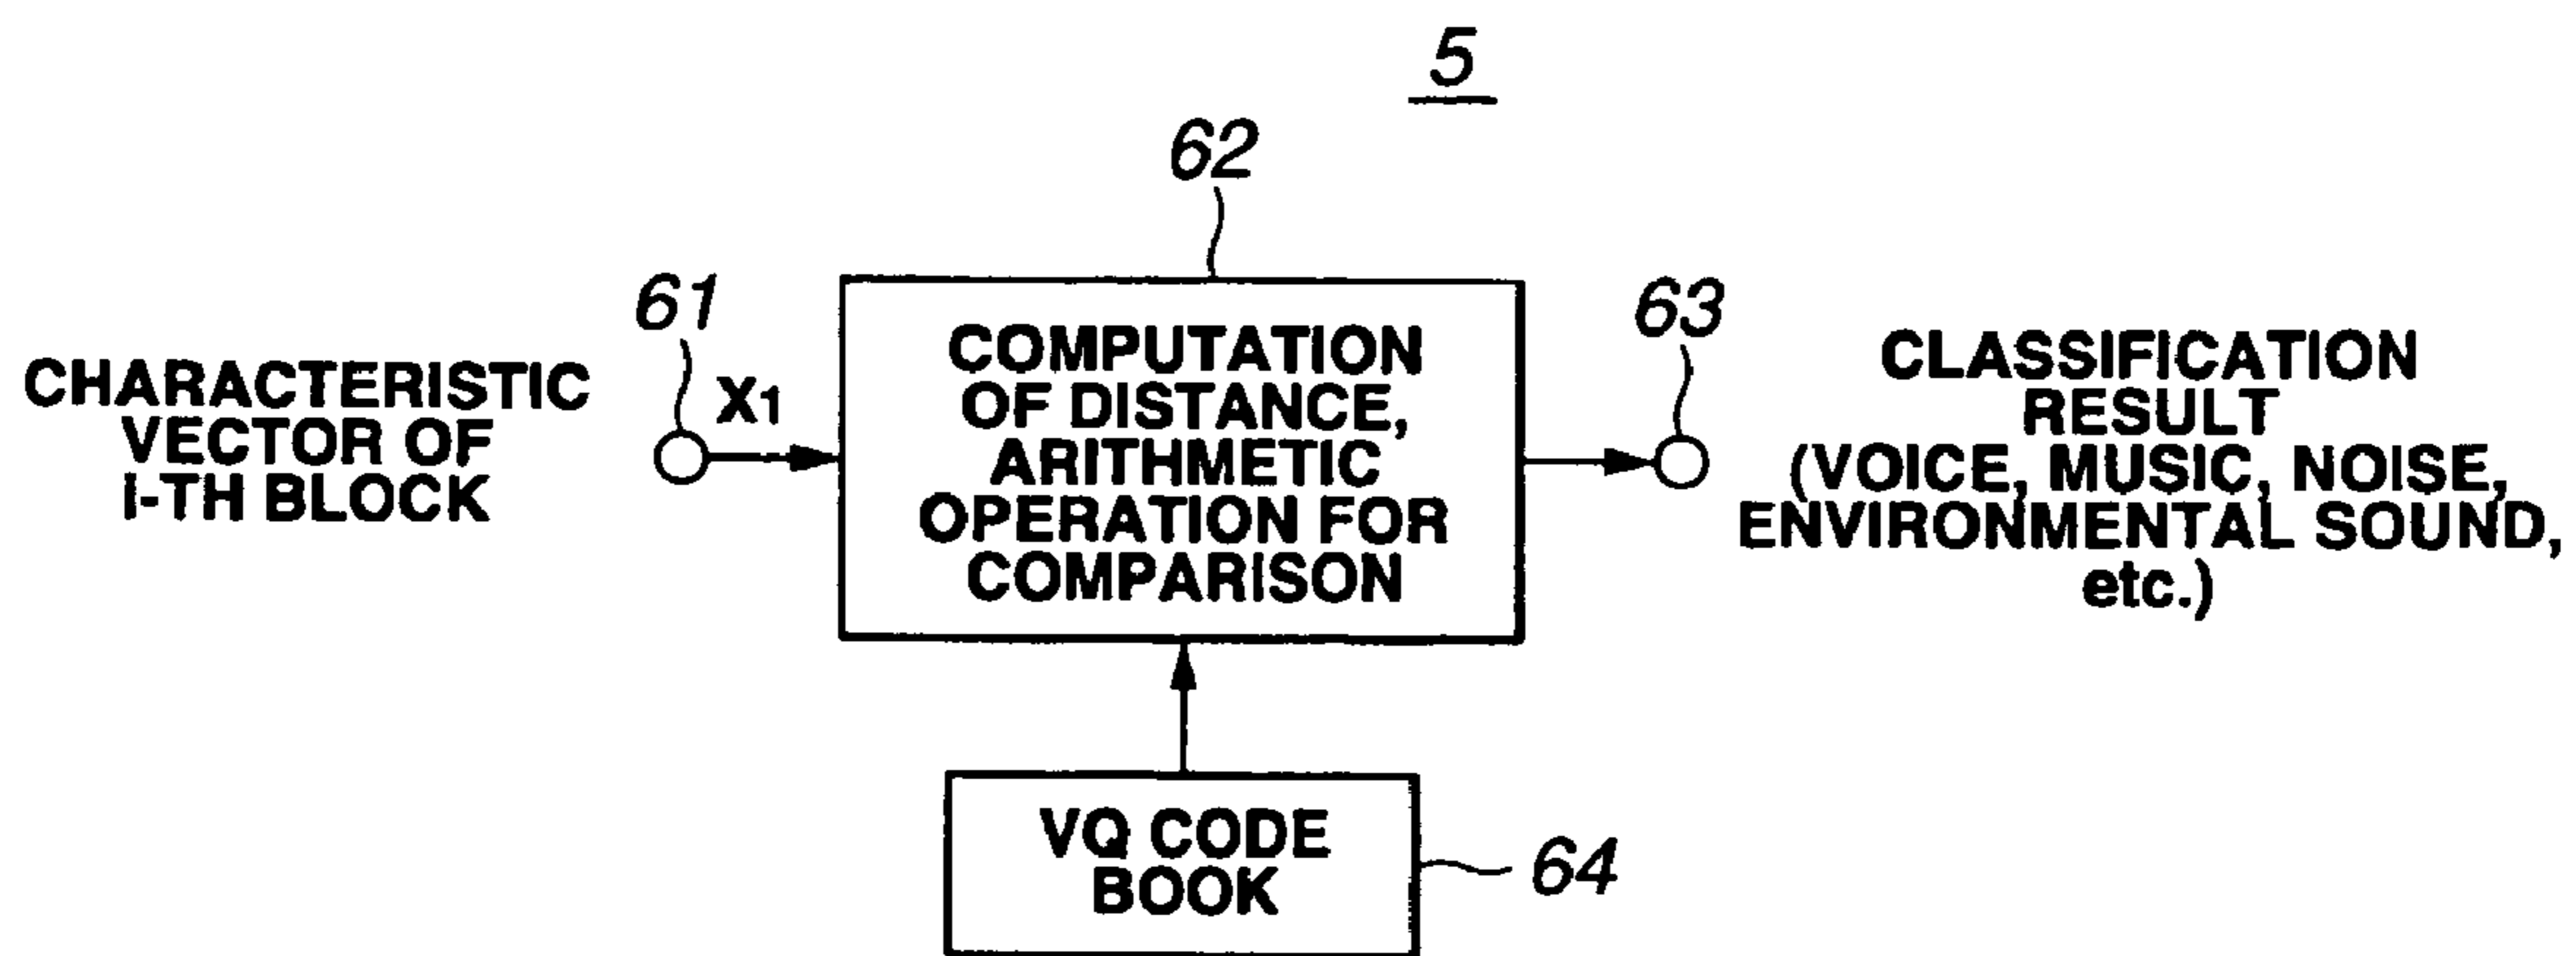 5
62
61
63
CHARACTERISTIC
VECTOR OF
I-TH BLOCK
X1
COMPUTATION
OF DISTANCE,
ARITHMETIC
OPERATION FOR
COMPARISON
CLASSIFICATION
RESULT
(VOICE, MUSIC, NOISE,
ENVIRONMENTAL SOUND,
etc.)
VQ CODE
BOOK
64